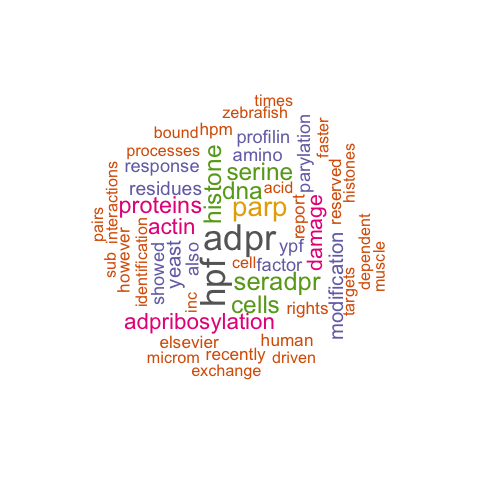 times
zebrafish
bound
hpm
profilin
parylation
faster
processes
amino
histones
response
serine
histone
interactions
residues
dna
acid
reserved
proteins
parp
report
damage
pairs
actin
adpr
however
sub
identification
showed
yeast
also
hpf
cell
factor
ypf
modification
targets
dependent
muscle
seradpr
inc
cells
rights
adpribosylation
elsevier
human
microm
recently
driven
exchange